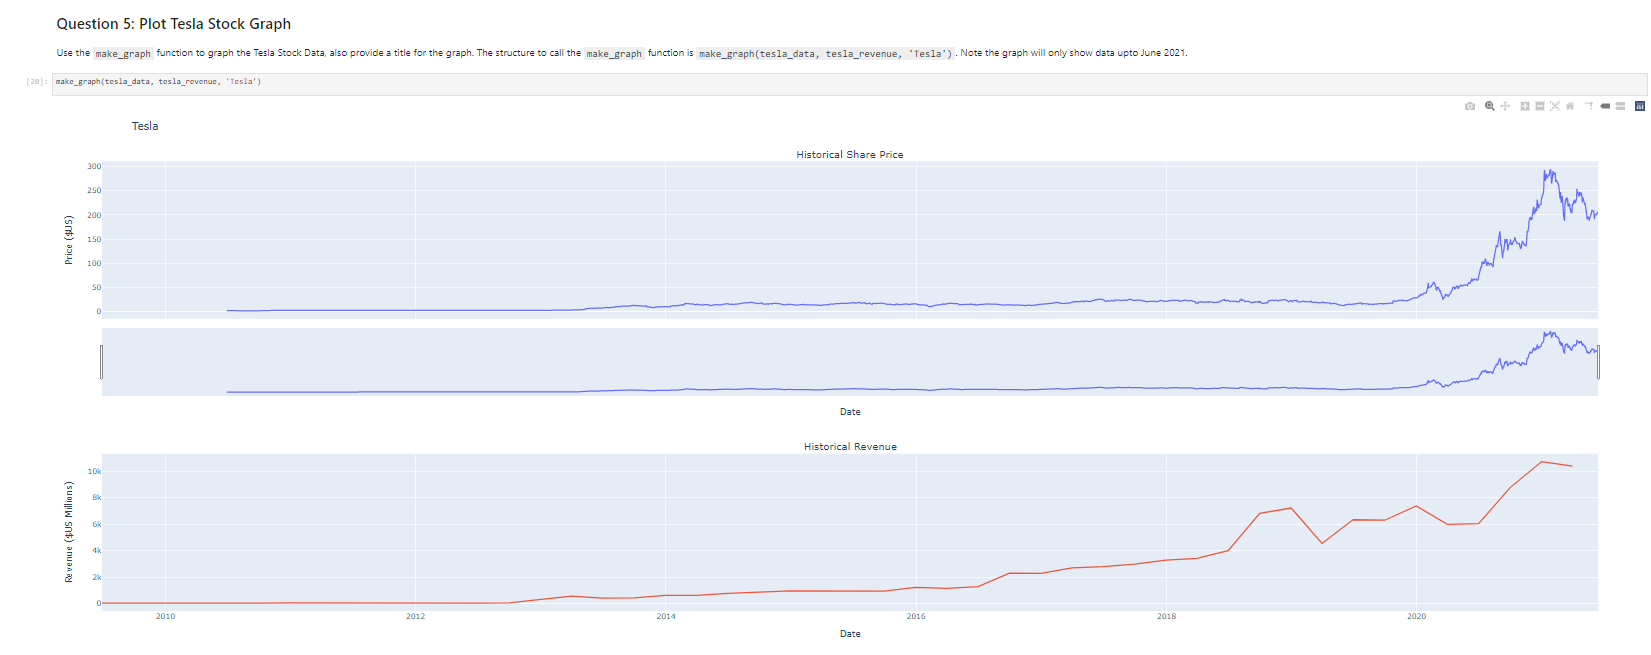 Question 5: Plot Tesla Stock Graph
Use the make_graph function to graph the Tesla Stock Data, also provide a title for the graph. The structure to call the make_graph function is make_graph(tesla_data, tesla_revenue, 'Tesla'). Note the graph will only show data upto June 2021.
[20]: make_graph(tesla_data, tesla_revenue, 'Tesla')
Tesla
Historical Share Price
Price ($US)
300
250
200
150
100
50
0
Date
Historical Revenue
Revenue ($US Millions)
10k
8k
6k
4k
2k
0
2010 2012 2014 2016 2018 2020
Date